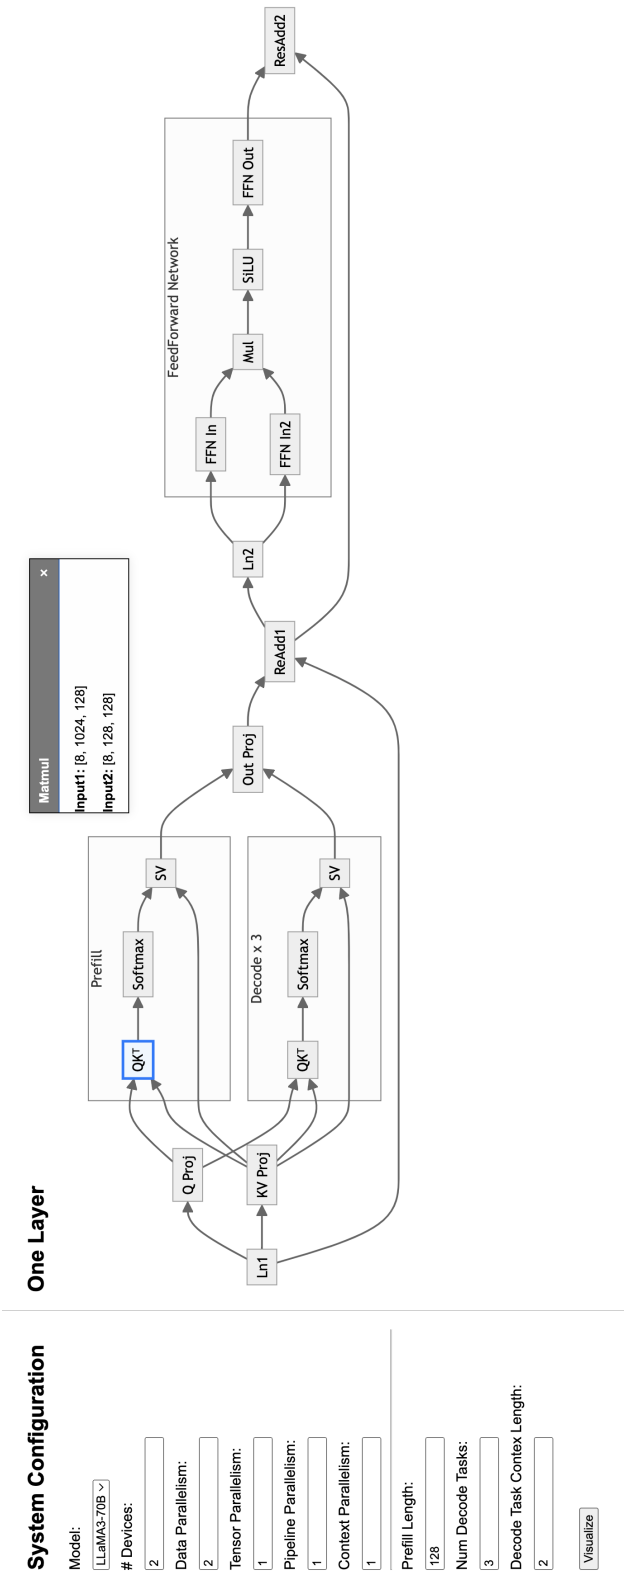 System Configuration
Model:
LLaMA3-70B
# Devices:
2
Data Parallelism:
2
Tensor Parallelism:
1
Pipeline Parallelism:
1
Context Parallelism:
1
Prefill Length:
128
Num Decode Tasks:
3
Decode Task Contex Length:
2
Visualize
One Layer
Ln1
Q Proj
KV Proj
Prefill
QKᵀ
Softmax
SV
Decode x 3
QKᵀ
Softmax
SV
Matmul ×
Input1: [8, 1024, 128]
Input2: [8, 128, 128]
Out Proj
ReAdd1
Ln2
FeedForward Network
FFN In
FFN In2
Mul
SiLU
FFN Out
ResAdd2